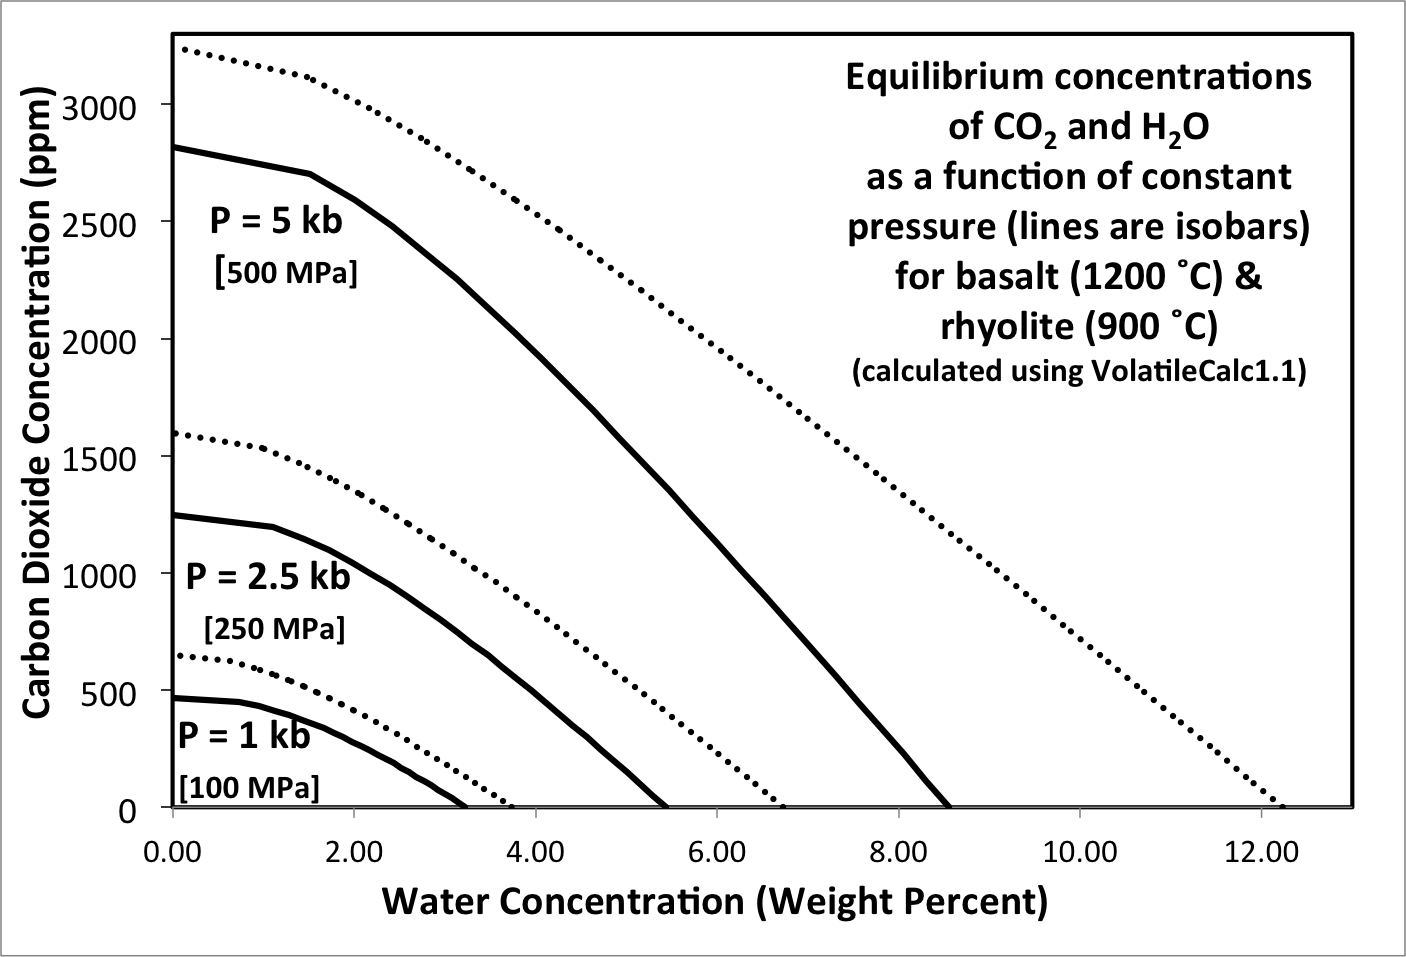 Equilibrium concentrations
of CO₂ and H₂O
as a function of constant
pressure (lines are isobars)
for basalt (1200 ˚C) &
rhyolite (900 ˚C)
(calculated using VolatileCalc1.1)
Carbon Dioxide Concentration (ppm)
3000
2500
2000
1500
1000
500
0
P = 5 kb
[500 MPa]
P = 2.5 kb
[250 MPa]
P = 1 kb
[100 MPa]
0.00 2.00 4.00 6.00 8.00 10.00 12.00
Water Concentration (Weight Percent)